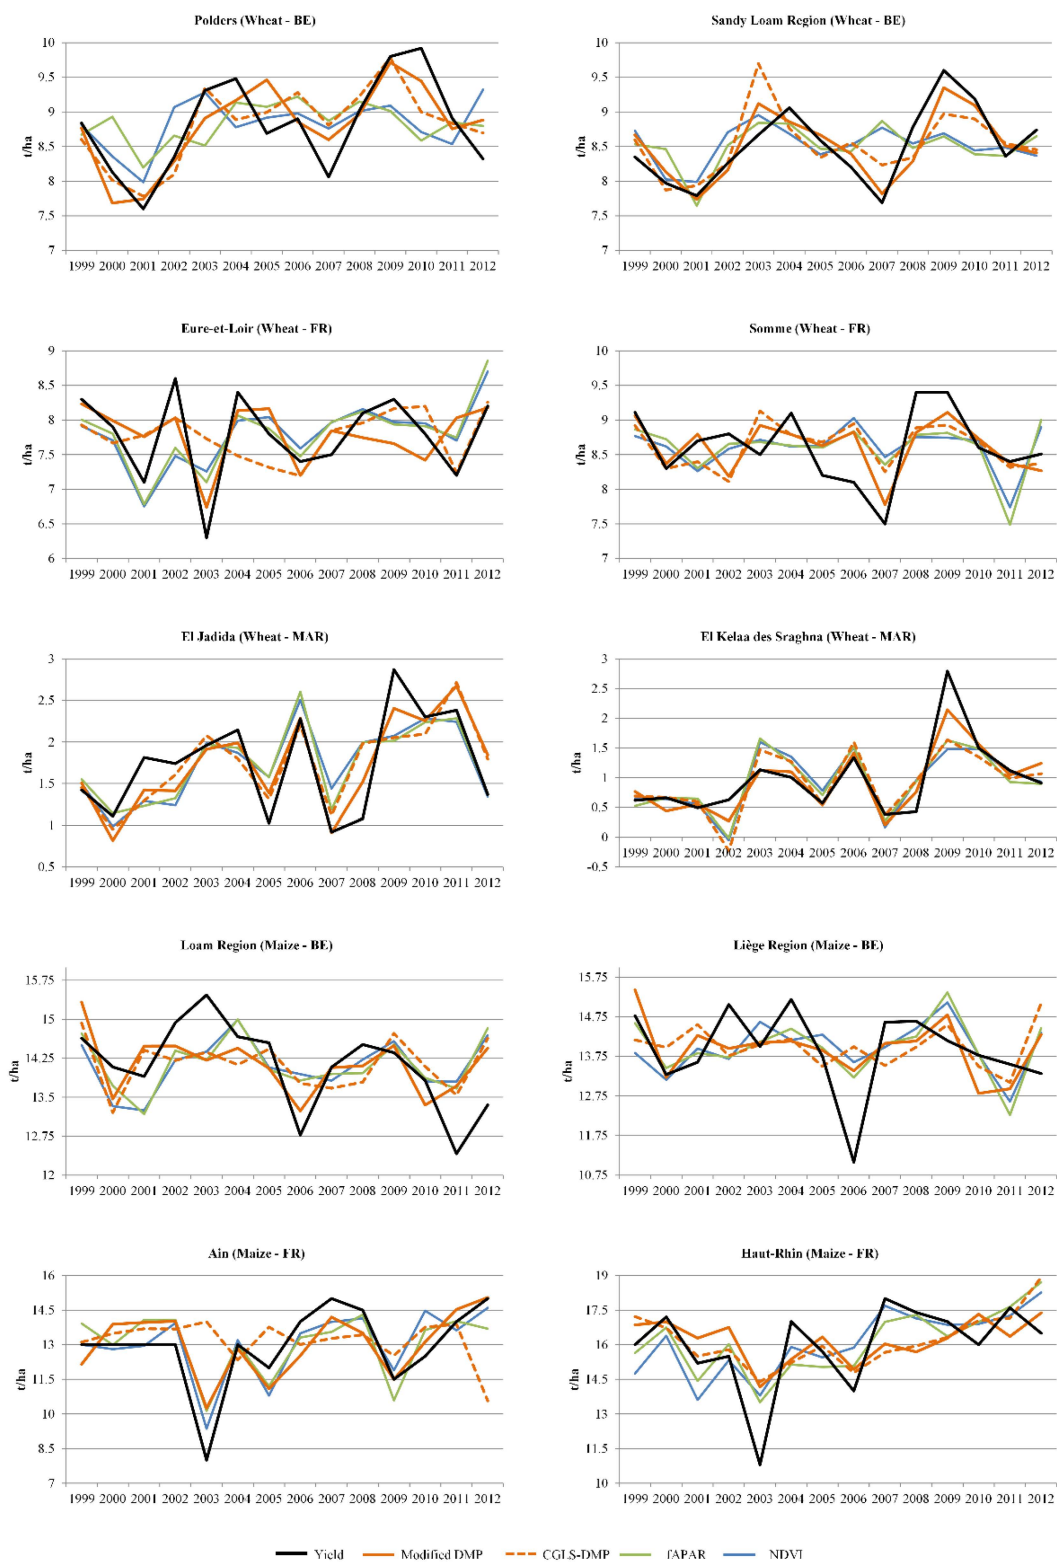 Polders (Wheat - BE)
10
9.5
9
8.5
8
7.5
7
t/ha
1999 2000 2001 2002 2003 2004 2005 2006 2007 2008 2009 2010 2011 2012
Sandy Loam Region (Wheat - BE)
10
9.5
9
8.5
8
7.5
7
t/ha
1999 2000 2001 2002 2003 2004 2005 2006 2007 2008 2009 2010 2011 2012
Eure-et-Loir (Wheat - FR)
9
8.5
8
7.5
7
6.5
6
t/ha
1999 2000 2001 2002 2003 2004 2005 2006 2007 2008 2009 2010 2011 2012
Somme (Wheat - FR)
10
9.5
9
8.5
8
7.5
7
t/ha
1999 2000 2001 2002 2003 2004 2005 2006 2007 2008 2009 2010 2011 2012
El Jadida (Wheat - MAR)
3
2.5
2
1.5
1
0.5
t/ha
1999 2000 2001 2002 2003 2004 2005 2006 2007 2008 2009 2010 2011 2012
El Kelaa des Sraghna (Wheat - MAR)
3
2.5
2
1.5
1
0.5
0
-0.5
t/ha
1999 2000 2001 2002 2003 2004 2005 2006 2007 2008 2009 2010 2011 2012
Loam Region (Maize - BE)
15.75
15
14.25
13.5
12.75
12
t/ha
1999 2000 2001 2002 2003 2004 2005 2006 2007 2008 2009 2010 2011 2012
Liège Region (Maize - BE)
15.75
14.75
13.75
12.75
11.75
10.75
t/ha
1999 2000 2001 2002 2003 2004 2005 2006 2007 2008 2009 2010 2011 2012
Ain (Maize - FR)
16
14.5
13
11.5
10
8.5
7
t/ha
1999 2000 2001 2002 2003 2004 2005 2006 2007 2008 2009 2010 2011 2012
Haut-Rhin (Maize - FR)
19
17.5
16
14.5
13
11.5
10
t/ha
1999 2000 2001 2002 2003 2004 2005 2006 2007 2008 2009 2010 2011 2012
Yield Modified DMP CGLS-DMP fAPAR NDVI